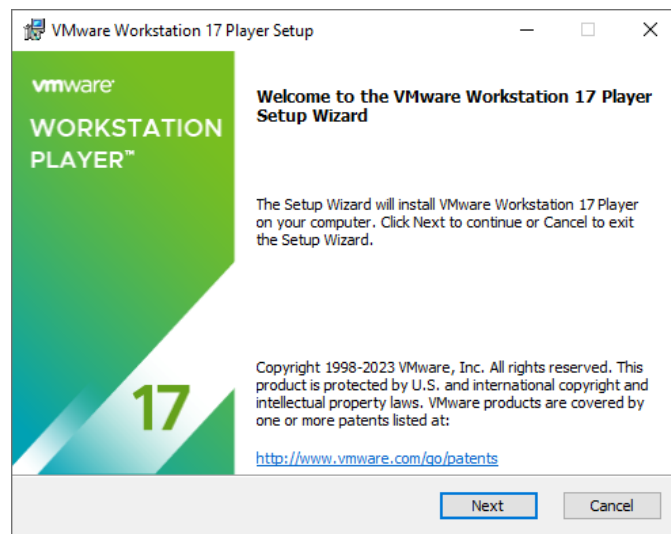 VMware Workstation 17 Player Setup
vmware®
WORKSTATION
PLAYER™
17
Welcome to the VMware Workstation 17 Player
Setup Wizard
The Setup Wizard will install VMware Workstation 17 Player
on your computer. Click Next to continue or Cancel to exit
the Setup Wizard.
Copyright 1998-2023 VMware, Inc. All rights reserved. This
product is protected by U.S. and international copyright and
intellectual property laws. VMware products are covered by
one or more patents listed at:
http://www.vmware.com/go/patents
Next
Cancel